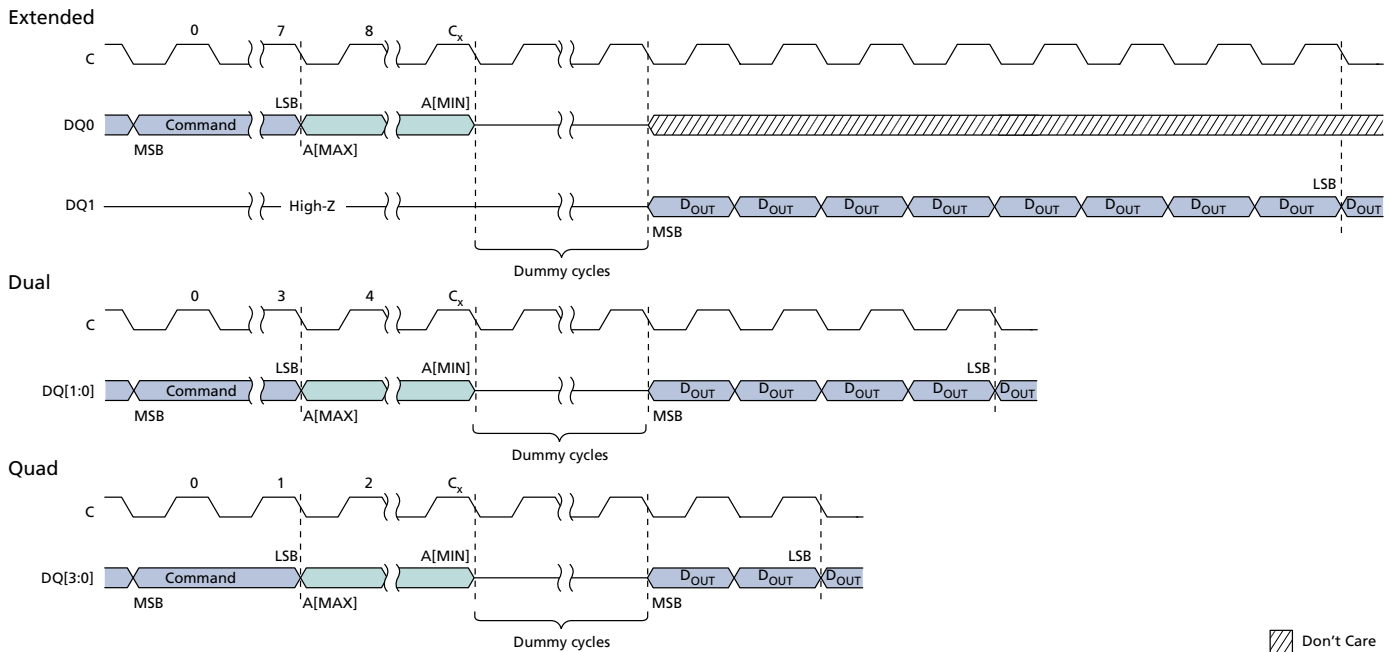 Extended
0 7 8 Cx
C
LSB A[MIN]
DQ0 Command
MSB A[MAX]
LSB
DQ1 High-Z DOUT DOUT DOUT DOUT DOUT DOUT DOUT DOUT DOUT
MSB
Dummy cycles
Dual
0 3 4 Cx
C
LSB A[MIN] LSB
DQ[1:0] Command DOUT DOUT DOUT DOUT DOUT
MSB A[MAX] MSB
Dummy cycles
Quad
0 1 2 Cx
C
LSB A[MIN] LSB
DQ[3:0] Command DOUT DOUT DOUT
MSB A[MAX] MSB
Dummy cycles
Don't Care